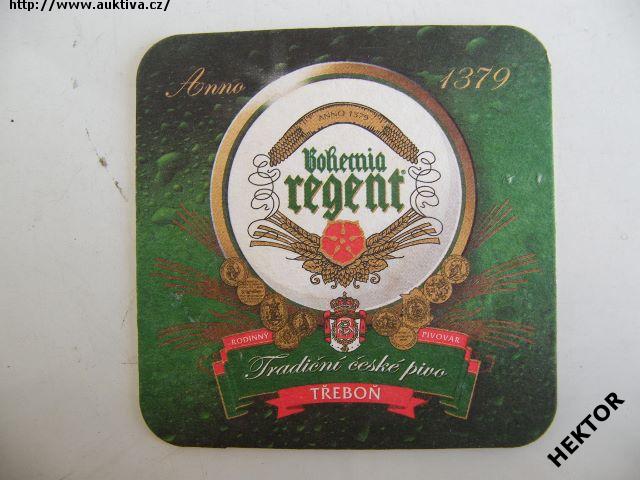 http://www.auktiva.cz/
Anno 1379
ANNO 1379
Bohemia
regent
RODINNÝ PIVOVAR
Tradiční české pivo
TŘEBOŇ
HEKTOR